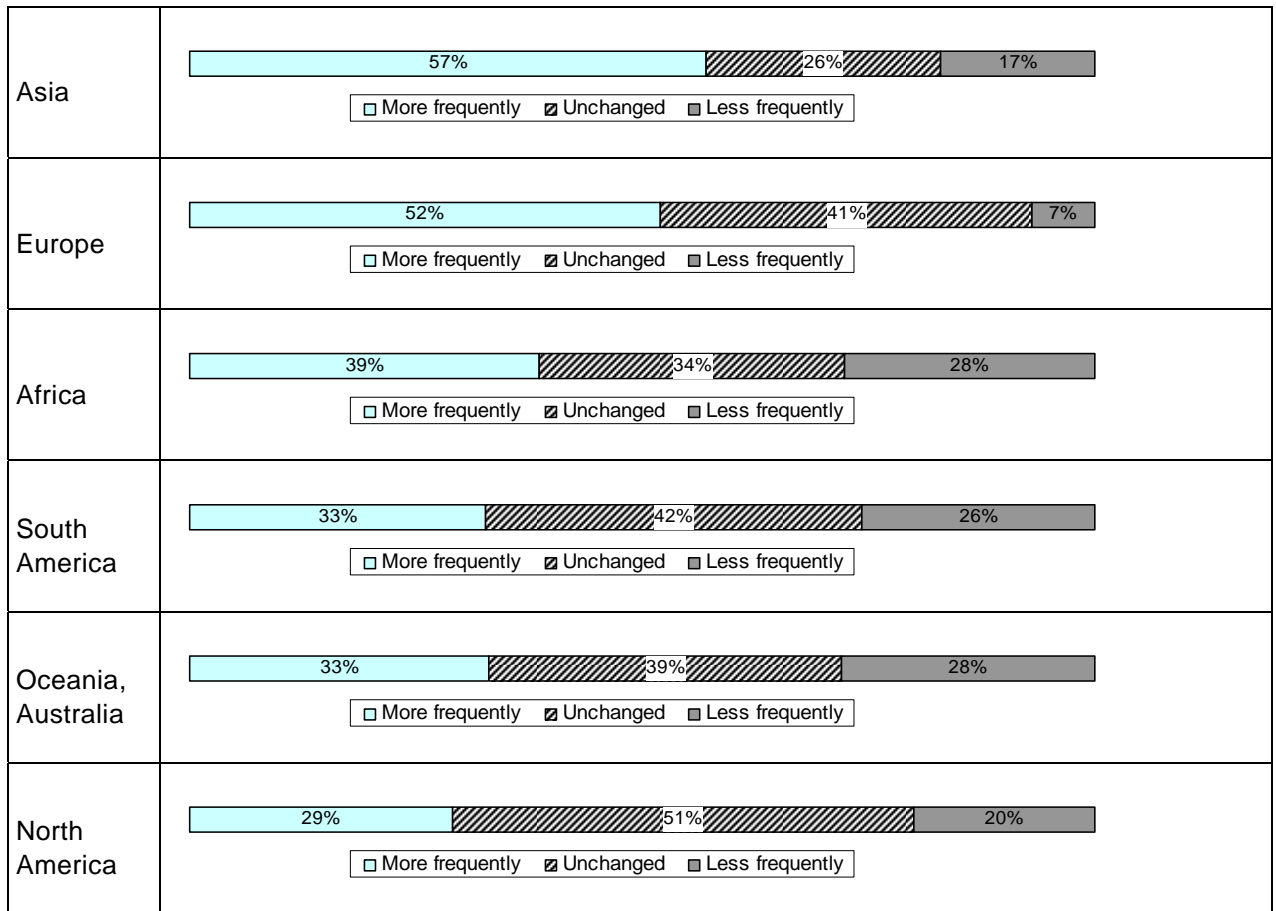 Asia
57% 26% 17%
More frequently Unchanged Less frequently
Europe
52% 41% 7%
More frequently Unchanged Less frequently
Africa
39% 34% 28%
More frequently Unchanged Less frequently
South
America
33% 42% 26%
More frequently Unchanged Less frequently
Oceania,
Australia
33% 39% 28%
More frequently Unchanged Less frequently
North
America
29% 51% 20%
More frequently Unchanged Less frequently